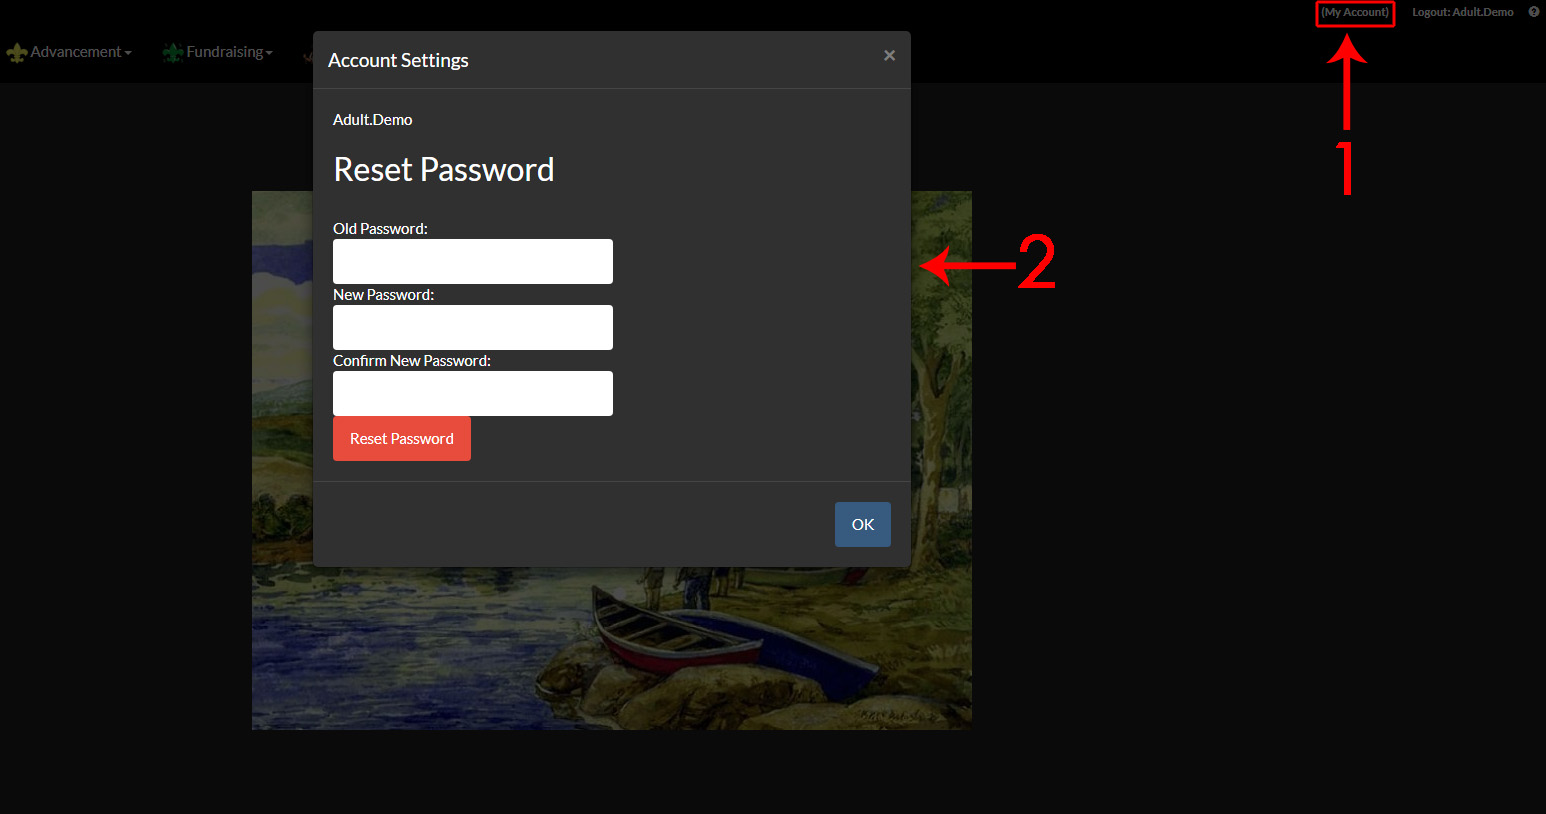 (My Account) Logout: Adult.Demo
Advancement Fundraising
1
Account Settings ×
Adult.Demo
Reset Password
Old Password:
2
New Password:
Confirm New Password:
Reset Password
OK